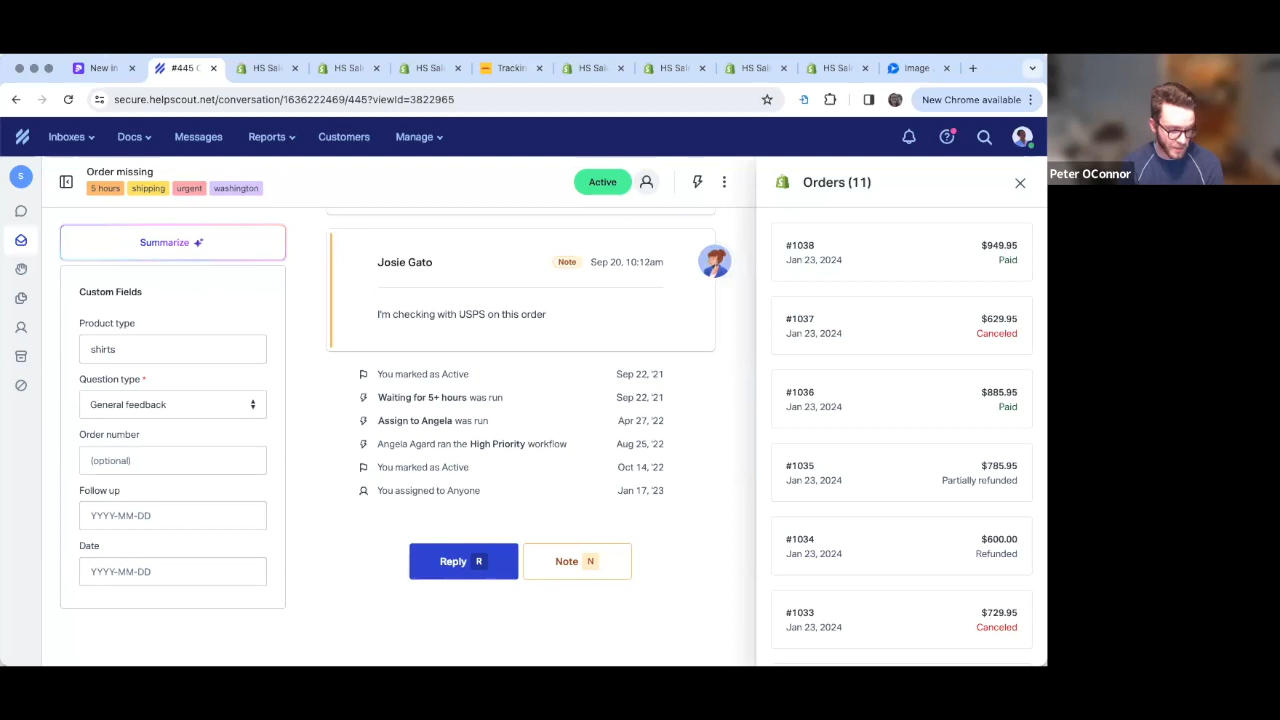 New in
#445 C
HS Sale
HS Sale
HS Sale
Trackin
HS Sale
HS Sale
HS Sale
HS Sale
Image
secure.helpscout.net/conversation/1636222469/445?viewId=3822965
New Chrome available
Inboxes
Docs
Messages
Reports
Customers
Manage
Peter OConnor
S
Order missing
5 hours
shipping
urgent
washington
Active
Orders (11)
Summarize
Custom Fields
Product type
shirts
Question type *
General feedback
Order number
(optional)
Follow up
YYYY-MM-DD
Date
YYYY-MM-DD
Josie Gato
Note
Sep 20, 10:12am
I'm checking with USPS on this order
You marked as Active Sep 22, '21
Waiting for 5+ hours was run Sep 22, '21
Assign to Angela was run Apr 27, '22
Angela Agard ran the High Priority workflow Aug 25, '22
You marked as Active Oct 14, '22
You assigned to Anyone Jan 17, '23
Reply R
Note N
#1038 $949.95
Jan 23, 2024 Paid
#1037 $629.95
Jan 23, 2024 Canceled
#1036 $885.95
Jan 23, 2024 Paid
#1035 $785.95
Jan 23, 2024 Partially refunded
#1034 $600.00
Jan 23, 2024 Refunded
#1033 $729.95
Jan 23, 2024 Canceled